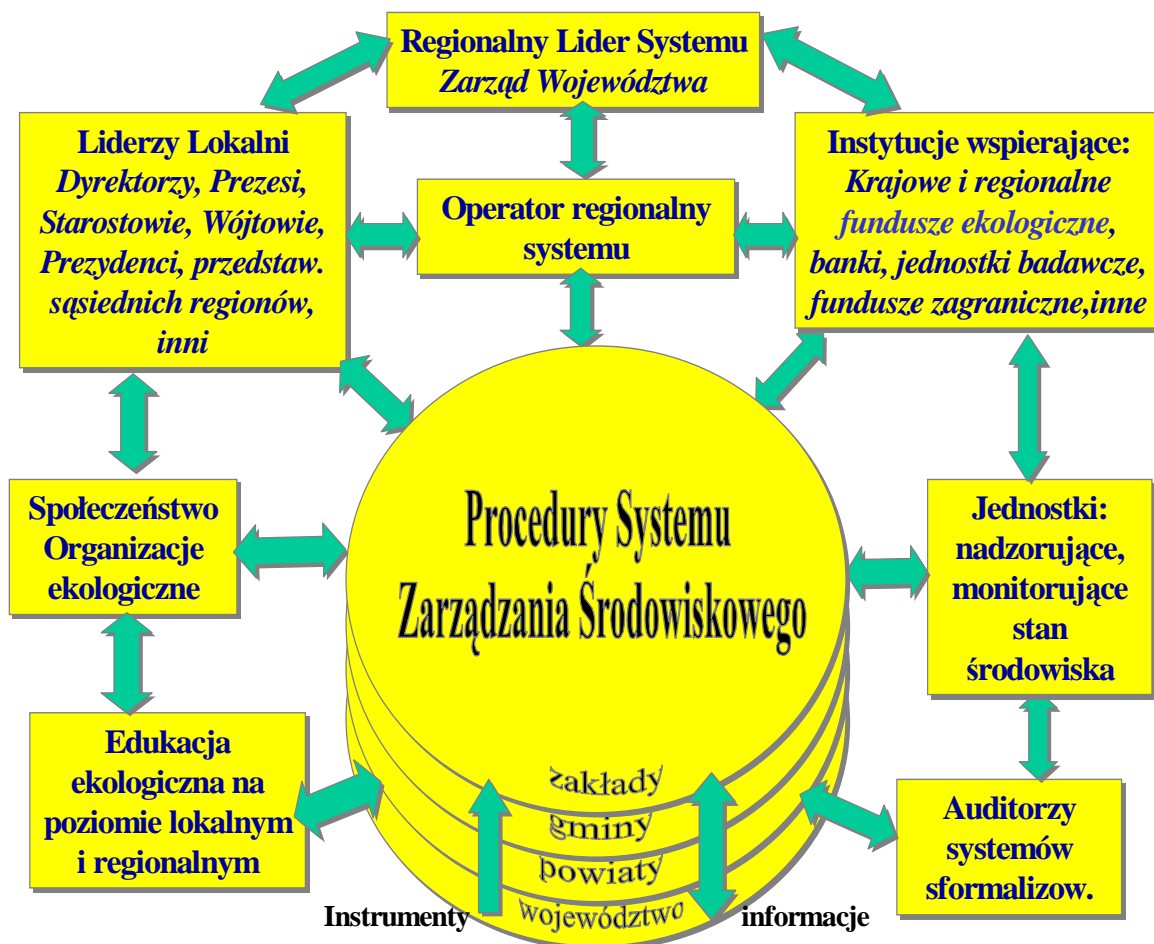 Regionalny Lider Systemu
Zarząd Województwa
Liderzy Lokalni
Dyrektorzy, Prezesi,
Starostowie, Wójtowie,
Prezydenci, przedstaw.
sąsiednich regionów,
inni
Operator regionalny
systemu
Instytucje wspierające:
Krajowe i regionalne
fundusze ekologiczne,
banki, jednostki badawcze,
fundusze zagraniczne,inne
Społeczeństwo
Organizacje
ekologiczne
Procedury Systemu
Zarządzania Środowiskowego
Jednostki:
nadzorujące,
monitorujące
stan
środowiska
Edukacja
ekologiczna na
poziomie lokalnym
i regionalnym
zakłady
gminy
powiaty
województwo
Auditorzy
systemów
sformalizow.
Instrumenty
informacje